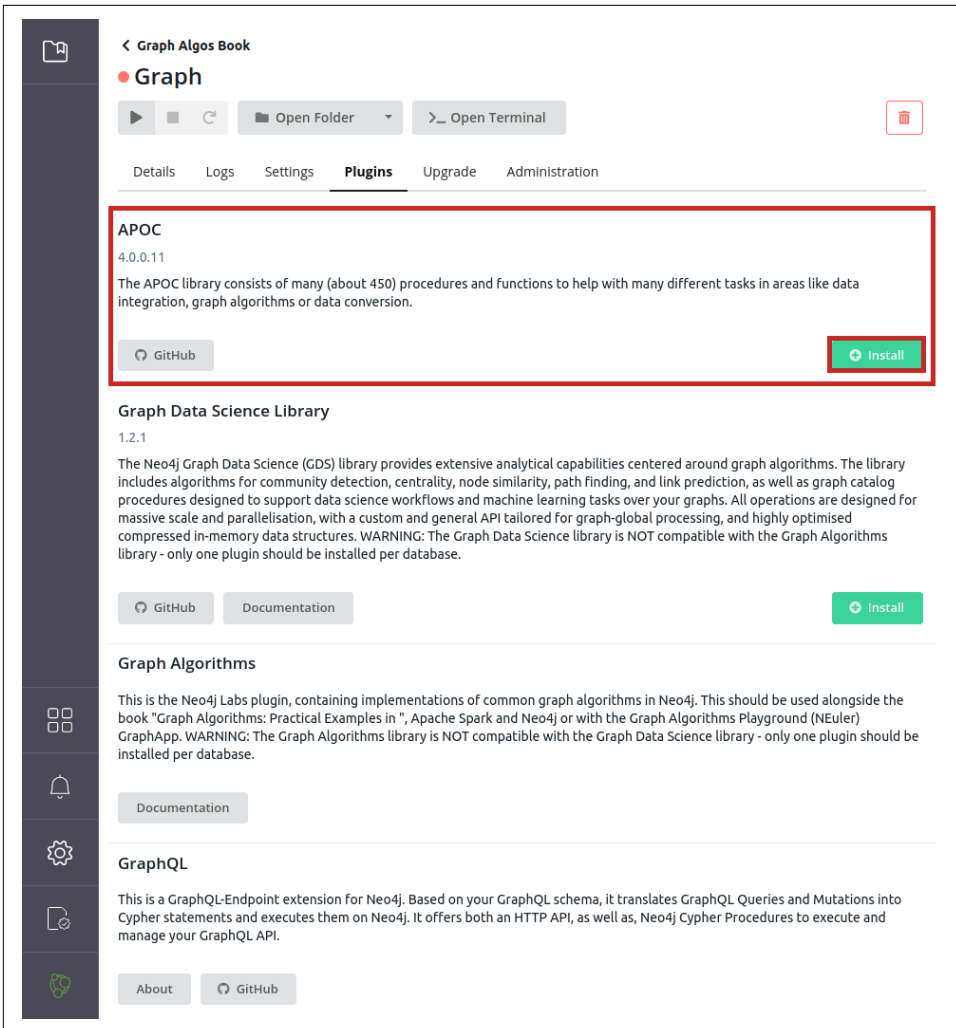 Graph Algos Book
Graph
Open Folder
>_ Open Terminal
Details Logs Settings Plugins Upgrade Administration
APOC
4.0.0.11
The APOC library consists of many (about 450) procedures and functions to help with many different tasks in areas like data
integration, graph algorithms or data conversion.
GitHub
Install
Graph Data Science Library
1.2.1
The Neo4j Graph Data Science (GDS) library provides extensive analytical capabilities centered around graph algorithms. The library
includes algorithms for community detection, centrality, node similarity, path finding, and link prediction, as well as graph catalog
procedures designed to support data science workflows and machine learning tasks over your graphs. All operations are designed for
massive scale and parallelisation, with a custom and general API tailored for graph-global processing, and highly optimised
compressed in-memory data structures. WARNING: The Graph Data Science library is NOT compatible with the Graph Algorithms
library - only one plugin should be installed per database.
GitHub
Documentation
Install
Graph Algorithms
This is the Neo4j Labs plugin, containing implementations of common graph algorithms in Neo4j. This should be used alongside the
book "Graph Algorithms: Practical Examples in ", Apache Spark and Neo4j or with the Graph Algorithms Playground (NEuler)
GraphApp. WARNING: The Graph Algorithms library is NOT compatible with the Graph Data Science library - only one plugin should be
installed per database.
Documentation
GraphQL
This is a GraphQL-Endpoint extension for Neo4j. Based on your GraphQL schema, it translates GraphQL Queries and Mutations into
Cypher statements and executes them on Neo4j. It offers both an HTTP API, as well as, Neo4j Cypher Procedures to execute and
manage your GraphQL API.
About
GitHub